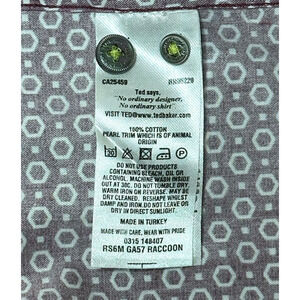 CA25459 RN95220
Ted says,
"No ordinary designer,
No ordinary shirt"
VISIT TED@www.tedbaker.com
100% COTTON
PEARL TRIM WHICH IS OF ANIMAL
ORIGIN
DO NOT USE PRODUCTS
CONTAINING BLEACH, OIL OR
ALCOHOL. MACHINE WASH INSIDE
OUT AT 30C. DO NOT TUMBLE DRY.
WARM IRON ON REVERSE. MAY BE
DRY CLEANED. RESHAPE WHILST
DAMP IRON. DO NOT LEAVE OR DRY
IN DIRECT SUNLIGHT.
MADE IN TURKEY
MADE WITH CARE, WEAR WITH PRIDE
0315 148407
RS6M GA57 RACCOON